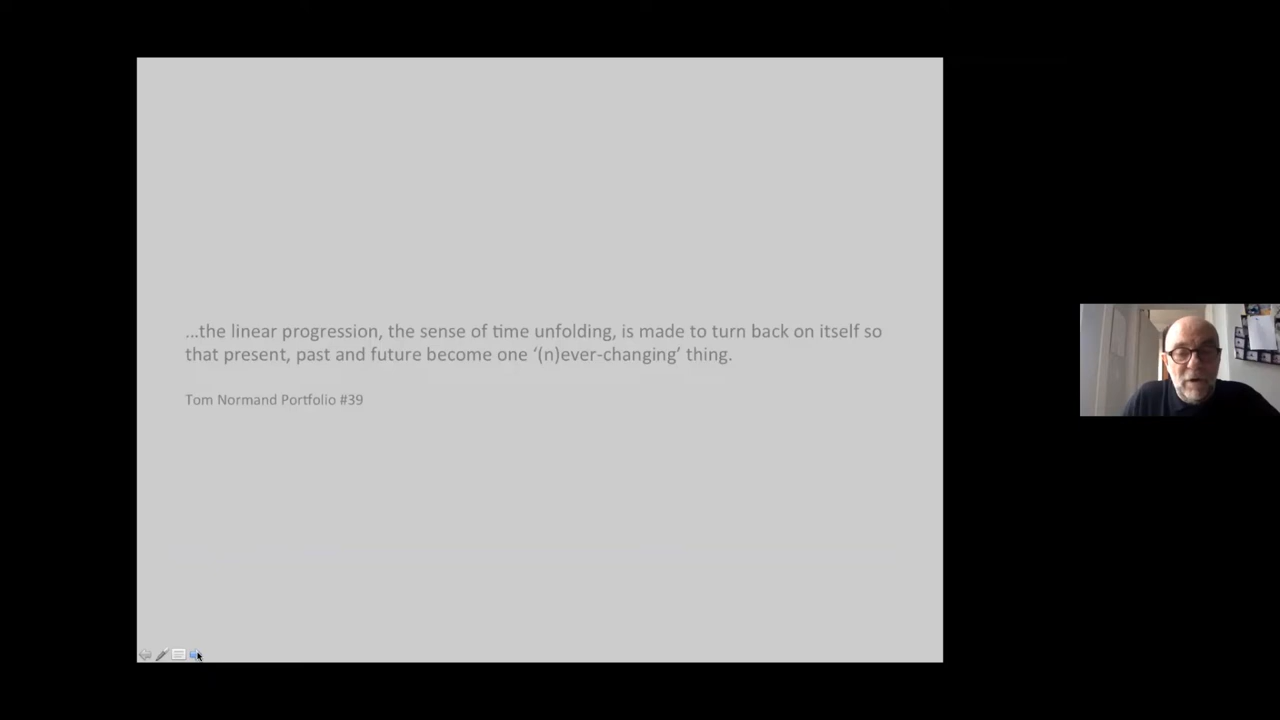 …the linear progression, the sense of time unfolding, is made to turn back on itself so
that present, past and future become one ‘(n)ever-changing’ thing.
Tom Normand Portfolio #39